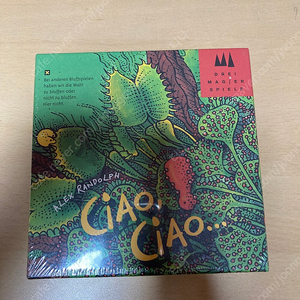 DREI
MAGIER
SPIELE
Bei anderen Bluffspielen
haben wir die Wahl
zu bluffen oder
nicht zu bluffen
Hier nicht.
ALEX RANDOLPH
CIAO,
CIAO...